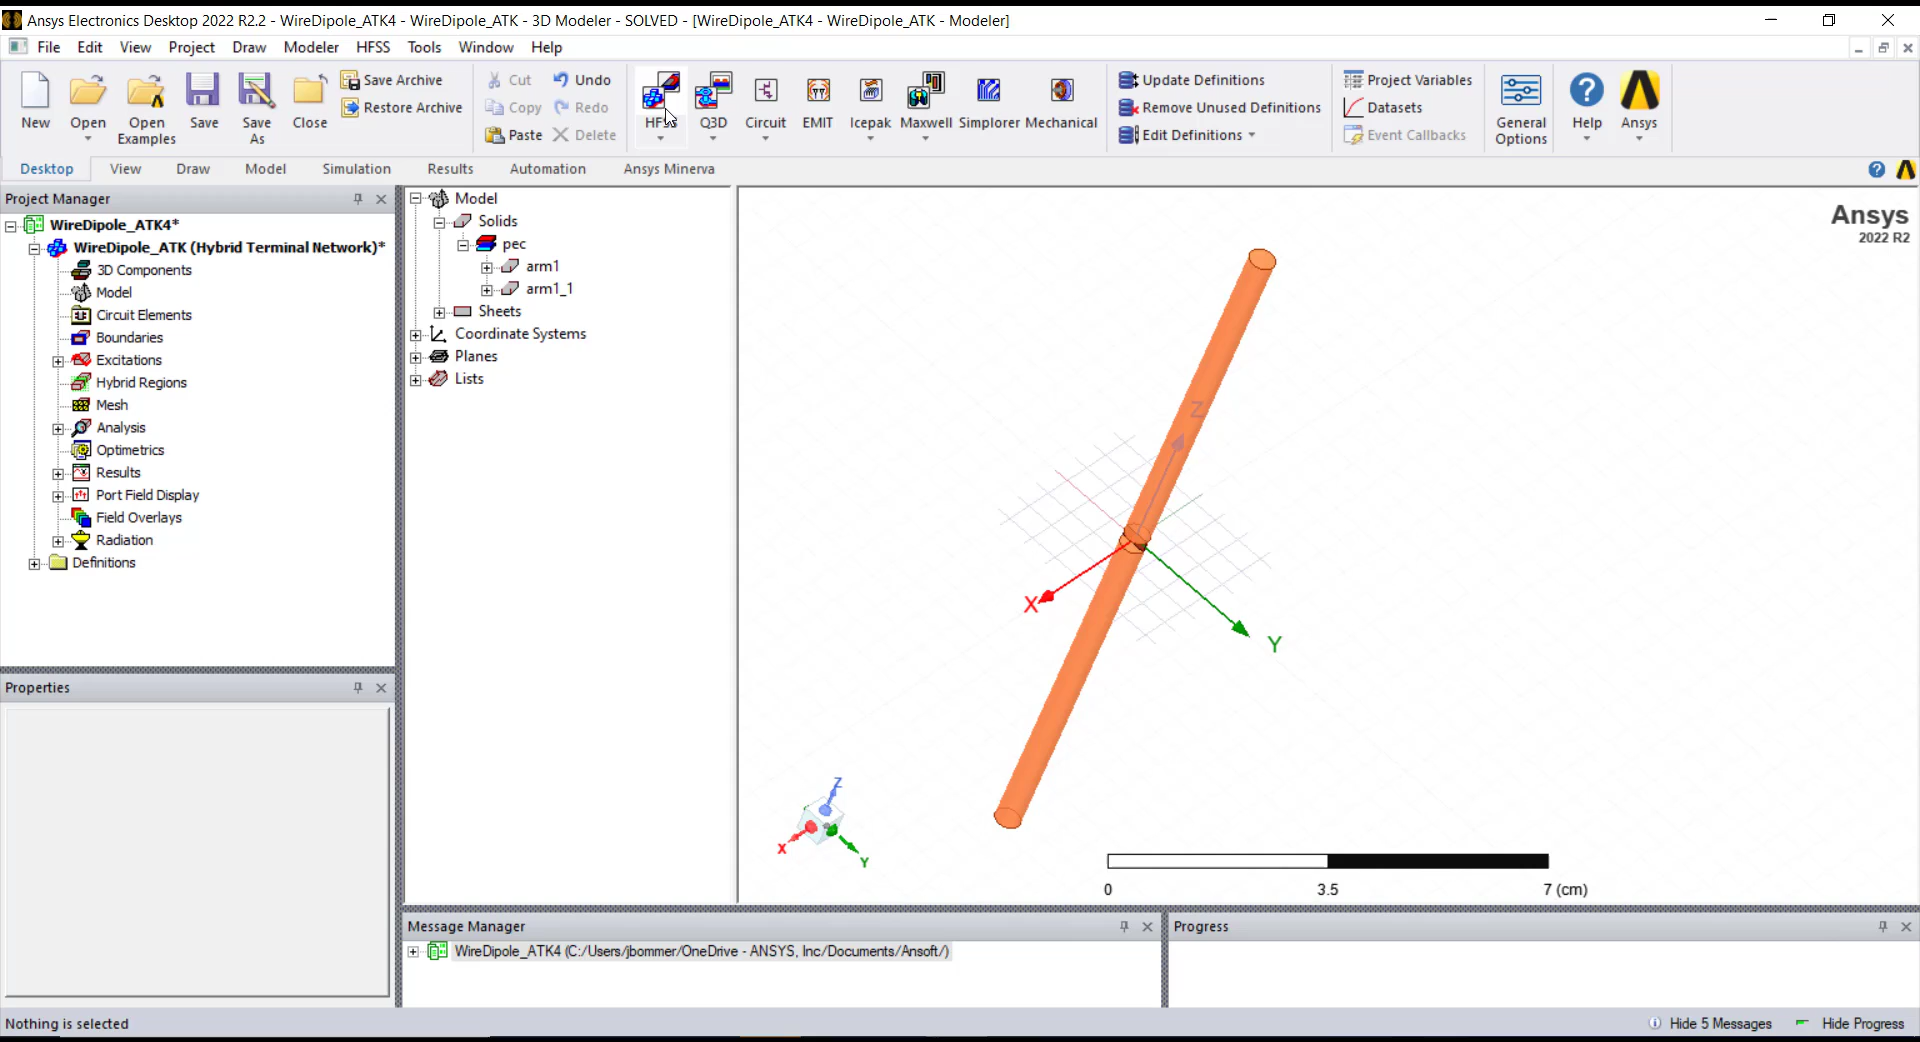 Ansys Electronics Desktop 2022 R2.2 - WireDipole_ATK4 - WireDipole_ATK - 3D Modeler - SOLVED - [WireDipole_ATK4 - WireDipole_ATK - Modeler]
File Edit View Project Draw Modeler HFSS Tools Window Help
New
Open
Open Examples
Save
Save As
Close
Save Archive
Restore Archive
Cut
Copy
Paste
Undo
Redo
Delete
HFSS
Q3D
Circuit
EMIT
Icepak
Maxwell
Simplorer
Mechanical
Update Definitions
Remove Unused Definitions
Edit Definitions
Project Variables
Datasets
Event Callbacks
General Options
Help
Ansys
Desktop View Draw Model Simulation Results Automation Ansys Minerva
Project Manager
WireDipole_ATK4*
WireDipole_ATK (Hybrid Terminal Network)*
3D Components
Model
Circuit Elements
Boundaries
Excitations
Hybrid Regions
Mesh
Analysis
Optimetrics
Results
Port Field Display
Field Overlays
Radiation
Definitions
Properties
Model
Solids
pec
arm1
arm1_1
Sheets
Coordinate Systems
Planes
Lists
Ansys
2022 R2
Z
X
Y
Z
X
Y
0 3.5 7 (cm)
Message Manager
WireDipole_ATK4 (C:/Users/jbommer/OneDrive - ANSYS, Inc/Documents/Ansoft/)
Progress
Nothing is selected
Hide 5 Messages
Hide Progress